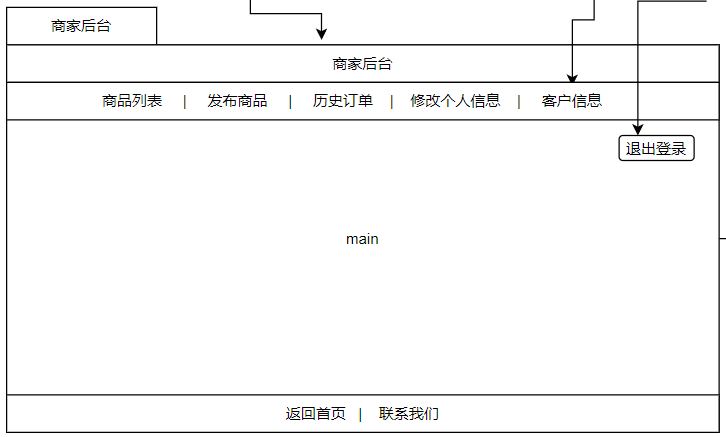 商家后台
商家后台
商品列表 | 发布商品 | 历史订单 | 修改个人信息 | 客户信息
退出登录
main
返回首页 | 联系我们